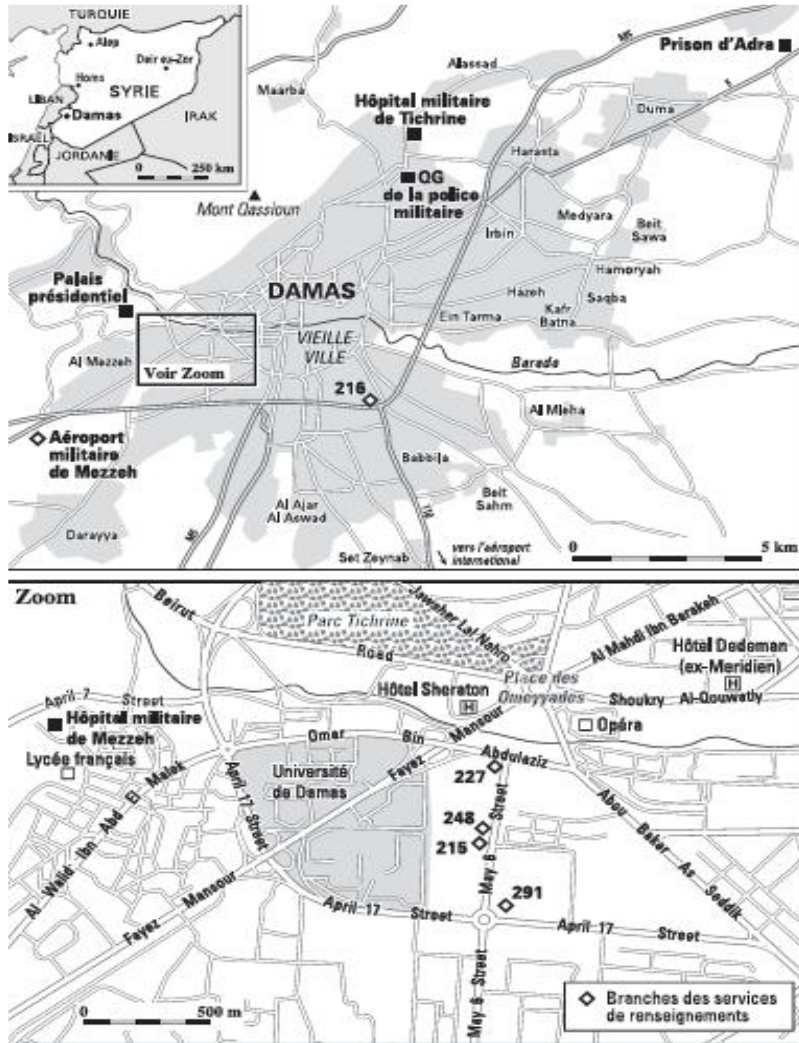 TURQUIE
Alep
Dair ez-Zor
Homs
SYRIE
LIBAN
Damas
IRAK
ISRAËL
JORDANIE
0 250 km
Maarba
Alassad
M5
Prison d'Adra
Hôpital militaire
de Tichrine
Duma
Harasta
QG
de la police
militaire
Mont Qassioun
Medyara
Irbin
Beit
Sawa
Hamoryah
Palais
présidentiel
DAMAS
Hazeh
Saqba
Kafr
Batna
Ein Tarma
VIEILLE
VILLE
Al Mezzeh
Voir Zoom
Barada
216
Al Mleha
Aéroport
militaire
de Mezzeh
Babbila
Beit
Sahm
Al Ajar
Al Aswad
Darayya
M5
Set Zeynab
vers l'aéroport
international
0 5 km
Zoom
Beirut
Road
Parc Tichrine
Jawaher Lal Nahro
Al Mahdi Ibn Barakeh
Hôtel Dedeman
(ex-Meridien)
H
Place des
Omeyyades
Hôtel Sheraton
H
Shoukry Al-Qouwatly
April 7 Street
Hôpital militaire
de Mezzeh
Opéra
Lycée français
Omar Bin Abdulaziz
Fayez Mansour
Al Walid Ibn Abd Malek
Université
de Damas
April 17 Street
227
248
215
May 6 Street
Abou Baker As Seddik
291
Fayez Mansour
April 17 Street
April 17 Street
May 6 Street
0 500 m
Branches des services
de renseignements